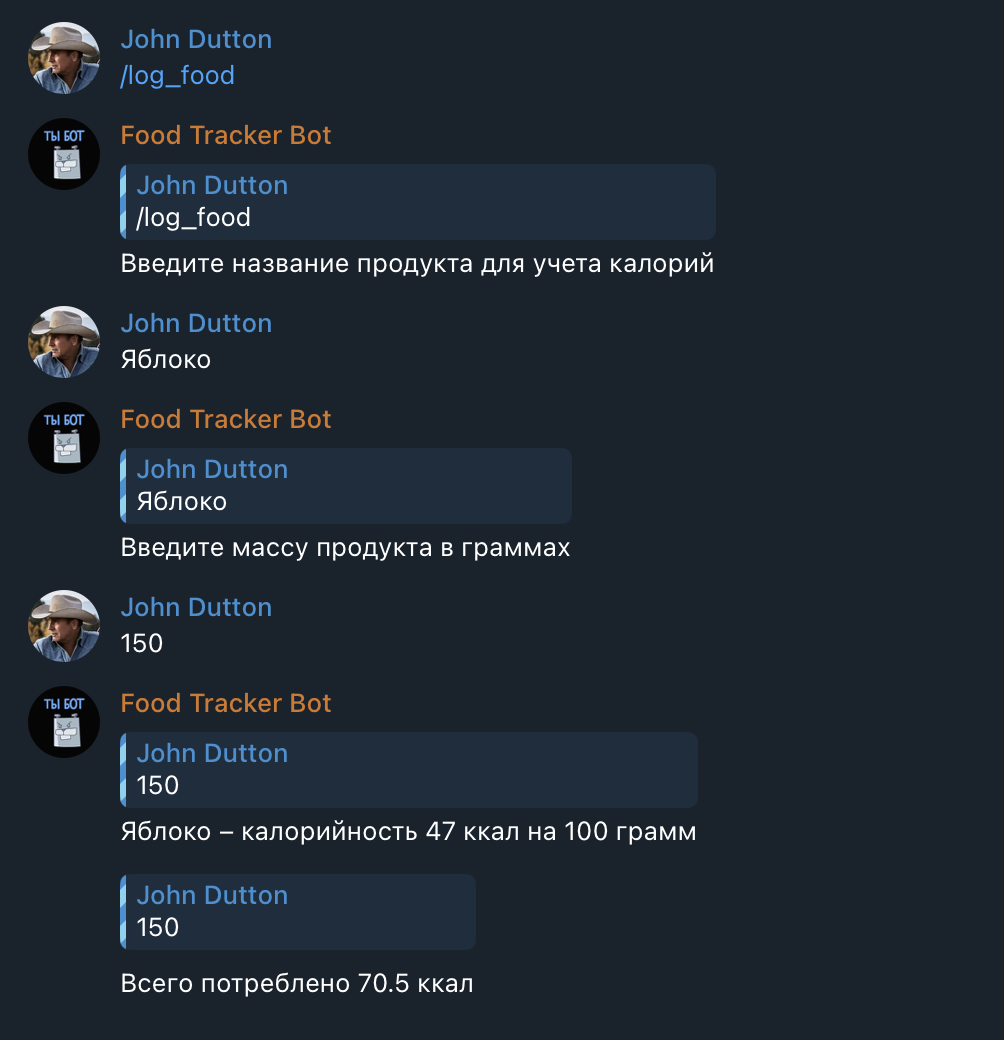 John Dutton
/log_food
ТЫ БОТ
Food Tracker Bot
John Dutton
/log_food
Введите название продукта для учета калорий
John Dutton
Яблоко
ТЫ БОТ
Food Tracker Bot
John Dutton
Яблоко
Введите массу продукта в граммах
John Dutton
150
ТЫ БОТ
Food Tracker Bot
John Dutton
150
Яблоко – калорийность 47 ккал на 100 грамм
John Dutton
150
Всего потреблено 70.5 ккал